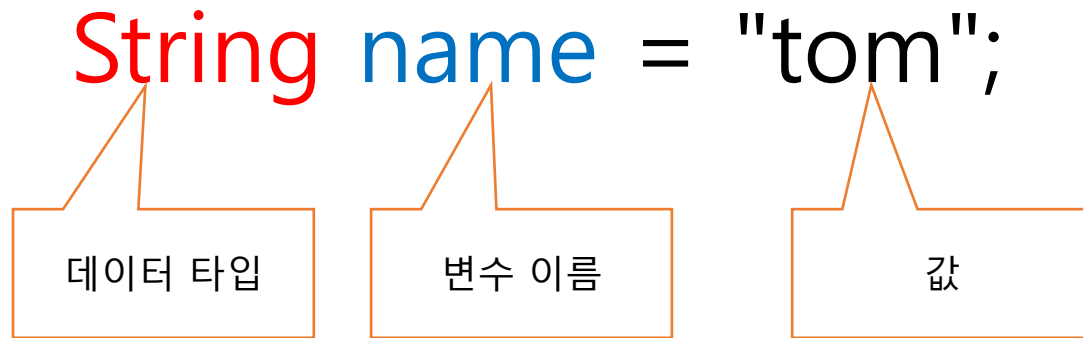 String name = "tom";
데이터 타입
변수 이름
값